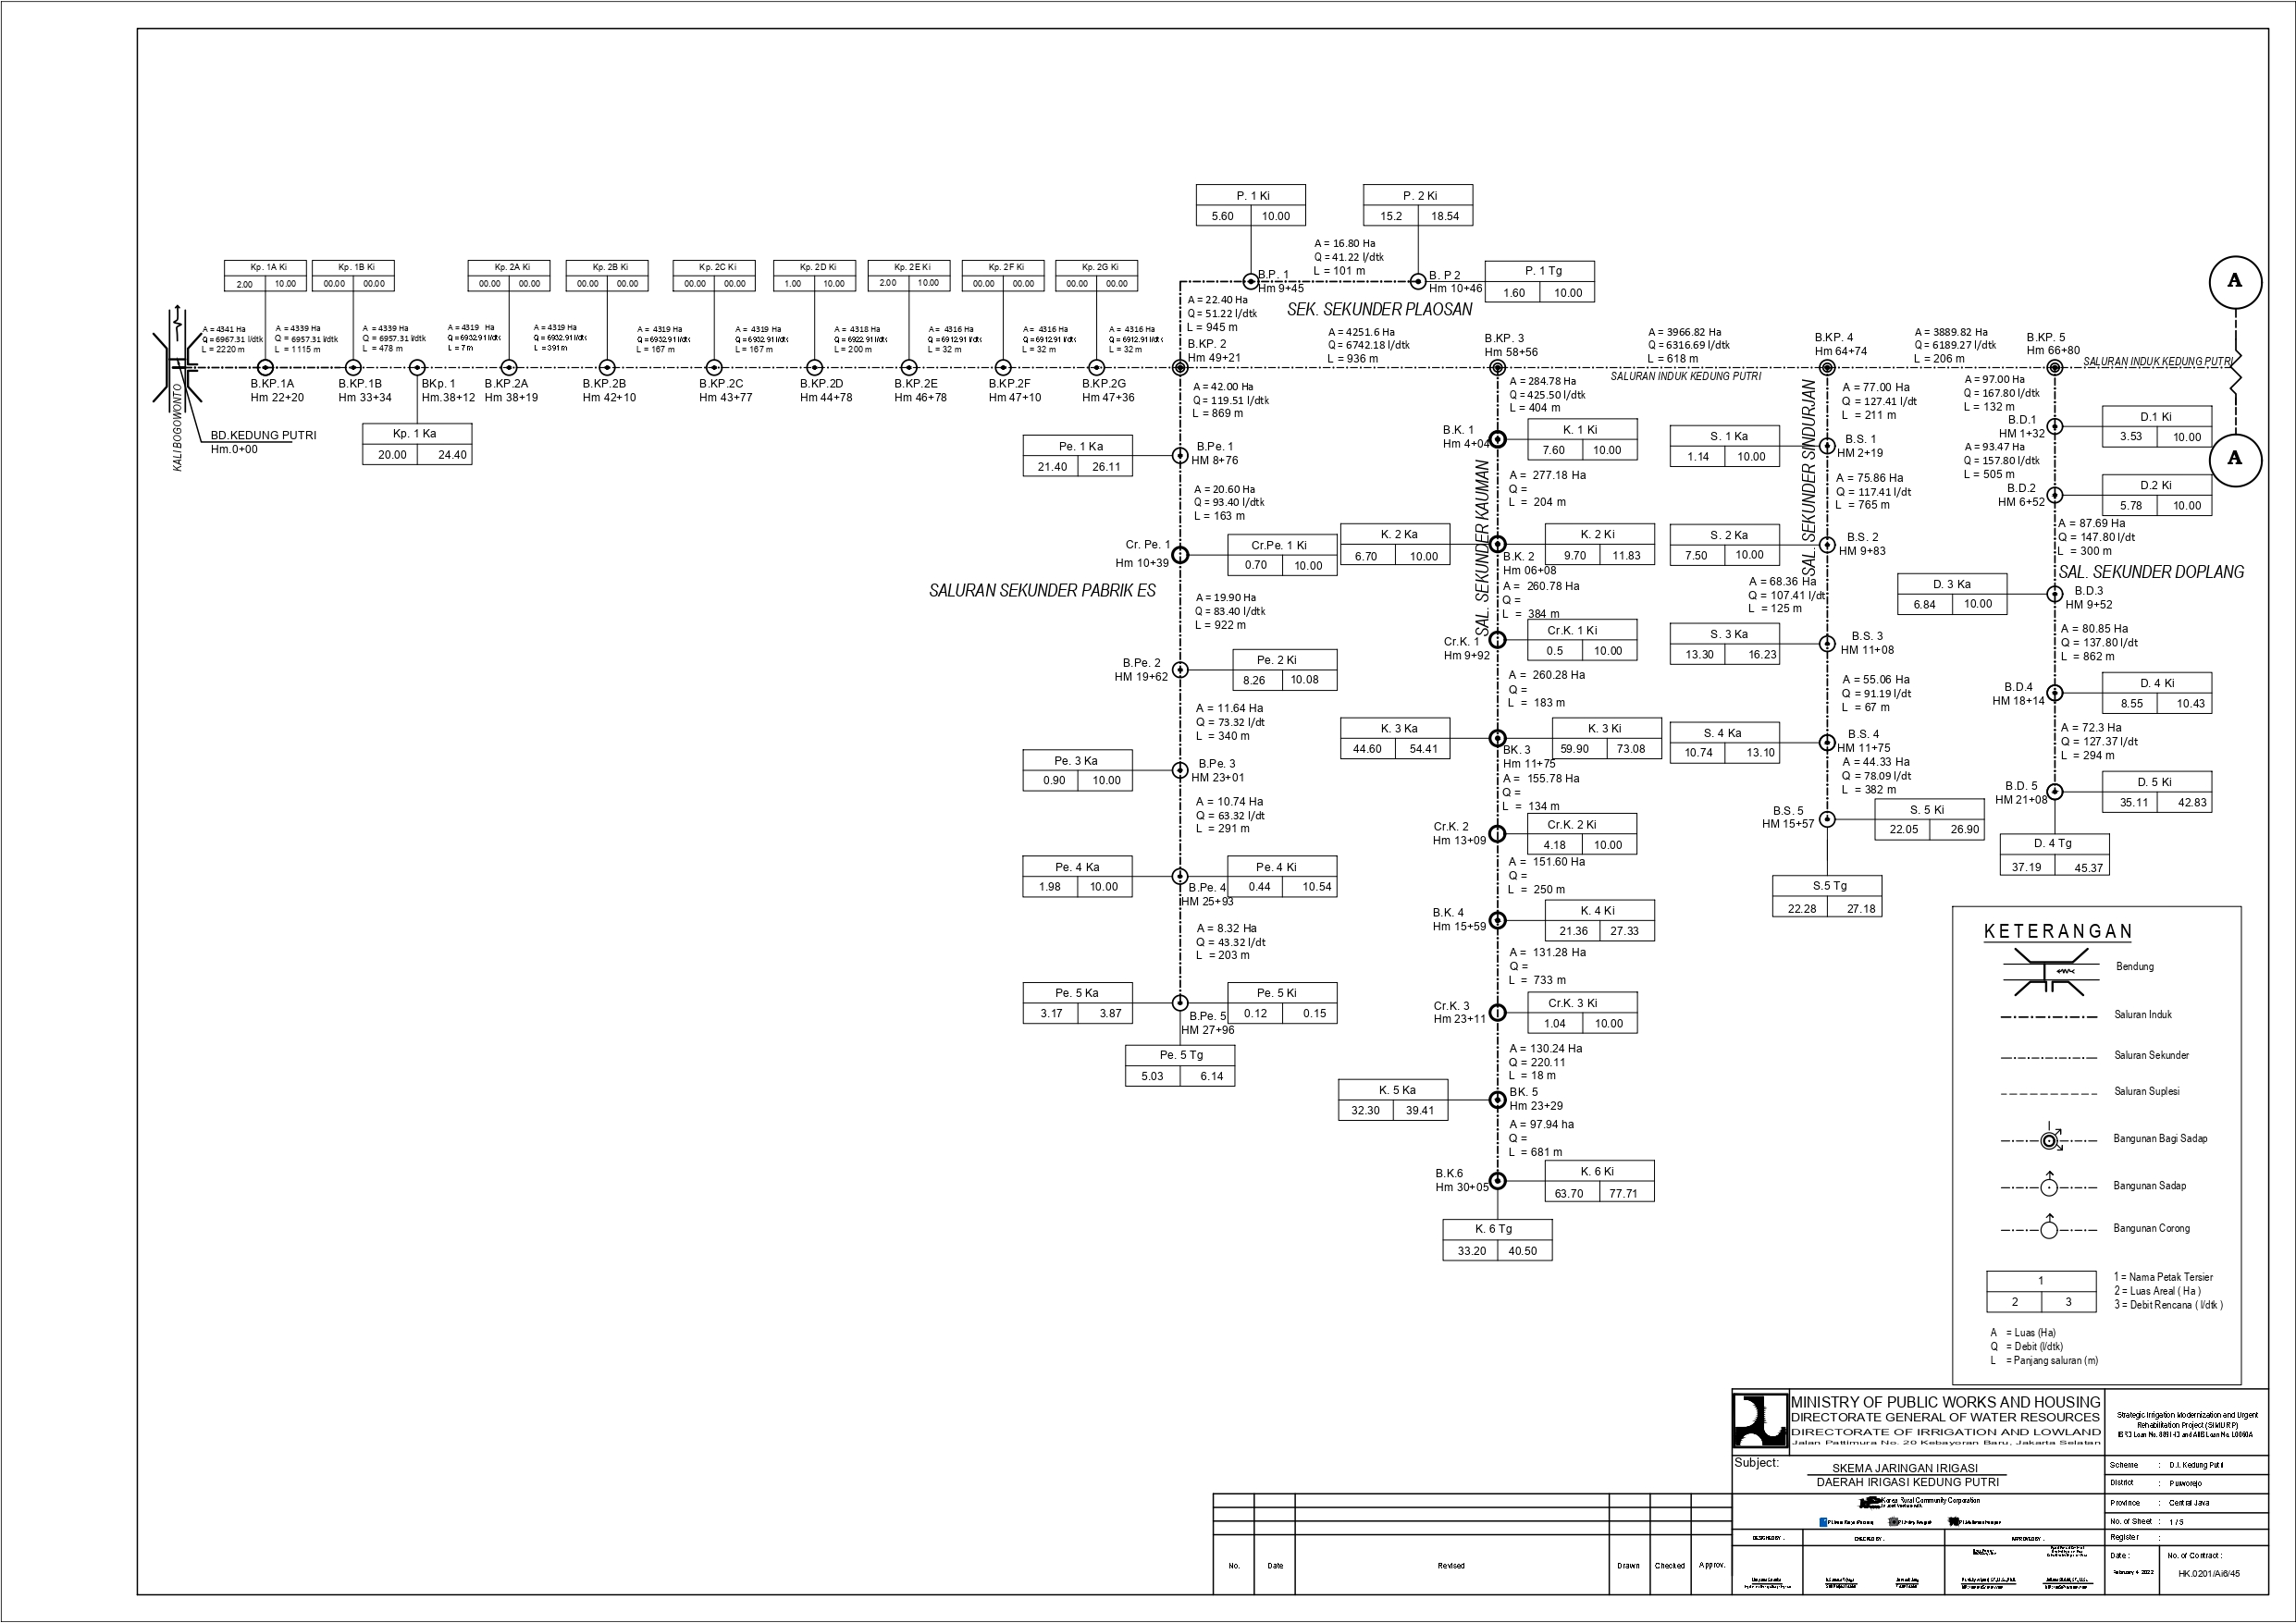 P. 1 Ki
5.60 10.00
P. 2 Ki
15.2 18.54
A = 16.80 Ha
Q = 41.22 l/dtk
L = 101 m
B.P. 1
Hm 9+45
B. P 2
Hm 10+46
P. 1 Tg
1.60 10.00
SEK. SEKUNDER PLAOSAN
A = 22.40 Ha
Q = 51.22 l/dtk
L = 945 m
Kp. 1A Ki
2.00 10.00
Kp. 1B Ki
00.00 00.00
Kp. 2A Ki
00.00 00.00
Kp. 2B Ki
00.00 00.00
Kp. 2C Ki
00.00 00.00
Kp. 2D Ki
1.00 10.00
Kp. 2E Ki
2.00 10.00
Kp. 2F Ki
00.00 00.00
Kp. 2G Ki
00.00 00.00
A = 4341 Ha
Q = 6967.31 l/dtk
L = 2220 m
A = 4339 Ha
Q = 6957.31 l/dtk
L = 1115 m
A = 4339 Ha
Q = 6957.31 l/dtk
L = 478 m
A = 4319 Ha
Q = 6932.91 l/dtk
L = 7 m
A = 4319 Ha
Q = 6932.91 l/dtk
L = 391 m
A = 4319 Ha
Q = 6932.91 l/dtk
L = 167 m
A = 4319 Ha
Q = 6932.91 l/dtk
L = 167 m
A = 4318 Ha
Q = 6922.91 l/dtk
L = 200 m
A = 4316 Ha
Q = 6912.91 l/dtk
L = 32 m
A = 4316 Ha
Q = 6912.91 l/dtk
L = 32 m
A = 4316 Ha
Q = 6912.91 l/dtk
L = 32 m
B.KP.1A
Hm 22+20
B.KP.1B
Hm 33+34
BKp. 1
Hm.38+12
B.KP.2A
Hm 38+19
B.KP.2B
Hm 42+10
B.KP.2C
Hm 43+77
B.KP.2D
Hm 44+78
B.KP.2E
Hm 46+78
B.KP.2F
Hm 47+10
B.KP.2G
Hm 47+36
B.KP. 2
Hm 49+21
Kp. 1 Ka
20.00 24.40
KALI BOGOWONTO
BD.KEDUNG PUTRI
Hm.0+00
A = 4251.6 Ha
Q = 6742.18 l/dtk
L = 936 m
B.KP. 3
Hm 58+56
A = 3966.82 Ha
Q = 6316.69 l/dtk
L = 618 m
SALURAN INDUK KEDUNG PUTRI
B.KP. 4
Hm 64+74
A = 3889.82 Ha
Q = 6189.27 l/dtk
L = 206 m
B.KP. 5
Hm 66+80
SALURAN INDUK KEDUNG PUTRI
A
A
A = 42.00 Ha
Q = 119.51 l/dtk
L = 869 m
Pe. 1 Ka
21.40 26.11
B.Pe. 1
HM 8+76
A = 20.60 Ha
Q = 93.40 l/dtk
L = 163 m
Cr. Pe. 1
Hm 10+39
Cr.Pe. 1 Ki
0.70 10.00
SALURAN SEKUNDER PABRIK ES
A = 19.90 Ha
Q = 83.40 l/dtk
L = 922 m
B.Pe. 2
HM 19+62
Pe. 2 Ki
8.26 10.08
A = 11.64 Ha
Q = 73.32 l/dt
L = 340 m
Pe. 3 Ka
0.90 10.00
B.Pe. 3
HM 23+01
A = 10.74 Ha
Q = 63.32 l/dt
L = 291 m
Pe. 4 Ka
1.98 10.00
B.Pe. 4
HM 25+93
Pe. 4 Ki
0.44 10.54
A = 8.32 Ha
Q = 43.32 l/dt
L = 203 m
Pe. 5 Ka
3.17 3.87
B.Pe. 5
HM 27+96
Pe. 5 Ki
0.12 0.15
Pe. 5 Tg
5.03 6.14
A = 284.78 Ha
Q = 425.50 l/dtk
L = 404 m
B.K. 1
Hm 4+04
K. 1 Ki
7.60 10.00
SAL. SEKUNDER KAUMAN
A = 277.18 Ha
Q =
L = 204 m
K. 2 Ka
6.70 10.00
K. 2 Ki
9.70 11.83
B.K. 2
Hm 06+08
A = 260.78 Ha
Q =
L = 384 m
Cr.K. 1
Hm 9+92
Cr.K. 1 Ki
0.5 10.00
A = 260.28 Ha
Q =
L = 183 m
K. 3 Ka
44.60 54.41
K. 3 Ki
59.90 73.08
BK. 3
Hm 11+75
A = 155.78 Ha
Q =
L = 134 m
Cr.K. 2
Hm 13+09
Cr.K. 2 Ki
4.18 10.00
A = 151.60 Ha
Q =
L = 250 m
B.K. 4
Hm 15+59
K. 4 Ki
21.36 27.33
A = 131.28 Ha
Q =
L = 733 m
Cr.K. 3
Hm 23+11
Cr.K. 3 Ki
1.04 10.00
A = 130.24 Ha
Q = 220.11
L = 18 m
K. 5 Ka
32.30 39.41
BK. 5
Hm 23+29
A = 97.94 ha
Q =
L = 681 m
B.K.6
Hm 30+05
K. 6 Ki
63.70 77.71
K. 6 Tg
33.20 40.50
SAL. SEKUNDER SINDURJAN
A = 77.00 Ha
Q = 127.41 l/dt
L = 211 m
S. 1 Ka
1.14 10.00
B.S. 1
HM 2+19
A = 75.86 Ha
Q = 117.41 l/dt
L = 765 m
S. 2 Ka
7.50 10.00
B.S. 2
HM 9+83
A = 68.36 Ha
Q = 107.41 l/dt
L = 125 m
S. 3 Ka
13.30 16.23
B.S. 3
HM 11+08
A = 55.06 Ha
Q = 91.19 l/dt
L = 67 m
S. 4 Ka
10.74 13.10
B.S. 4
HM 11+75
A = 44.33 Ha
Q = 78.09 l/dt
L = 382 m
B.S. 5
HM 15+57
S. 5 Ki
22.05 26.90
S.5 Tg
22.28 27.18
A = 97.00 Ha
Q = 167.80 l/dtk
L = 132 m
B.D.1
HM 1+32
D.1 Ki
3.53 10.00
A = 93.47 Ha
Q = 157.80 l/dtk
L = 505 m
B.D.2
HM 6+52
D.2 Ki
5.78 10.00
A = 87.69 Ha
Q = 147.80 l/dt
L = 300 m
SAL. SEKUNDER DOPLANG
D. 3 Ka
6.84 10.00
B.D.3
HM 9+52
A = 80.85 Ha
Q = 137.80 l/dt
L = 862 m
B.D.4
HM 18+14
D. 4 Ki
8.55 10.43
A = 72.3 Ha
Q = 127.37 l/dt
L = 294 m
B.D. 5
HM 21+08
D. 5 Ki
35.11 42.83
D. 4 Tg
37.19 45.37
KETERANGAN
Bendung
Saluran Induk
Saluran Sekunder
Saluran Suplesi
Bangunan Bagi Sadap
Bangunan Sadap
Bangunan Corong
1
2 3
1 = Nama Petak Tersier
2 = Luas Areal ( Ha )
3 = Debit Rencana ( l/dtk )
A = Luas (Ha)
Q = Debit (l/dtk)
L = Panjang saluran (m)
MINISTRY OF PUBLIC WORKS AND HOUSING
DIRECTORATE GENERAL OF WATER RESOURCES
DIRECTORATE OF IRRIGATION AND LOWLAND
Jalan Pattimura No. 20 Kebayoran Baru, Jakarta Selatan
Strategic Irrigation Modernization and Urgent
Rehabilitation Project (SIMURP)
IBRD Loan No. 8891-ID and AIIB Loan No. L0060A
Subject:
SKEMA JARINGAN IRIGASI
DAERAH IRIGASI KEDUNG PUTRI
Scheme : D.I. Kedung Putri
District : Purworejo
Province : Central Java
No. of Sheet : 1 / 5
Register :
Date :
February 4 2022
No. of Contract :
HK.0201/Ai6/45
Korea Rural Community Corporation
DESIGNED BY .
CHECKED BY .
APPROVED BY .
No. Date Revised Drawn Checked Approv.